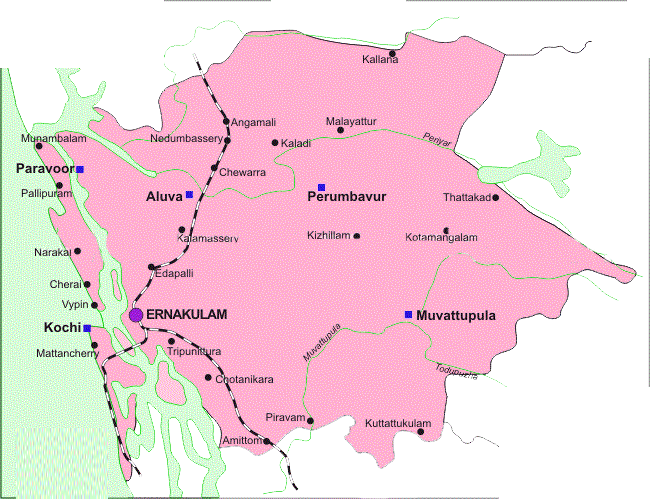 Kallana
Angamali
Malayattur
Munambalam
Nedumbassery
Kaladi
Periyar
Paravoor
Chewarra
Pallipuram
Aluva
Perumbavur
Thattakad
Kalamassery
Kizhillam
Kotamangalam
Narakal
Edapalli
Cherai
Vypin
ERNAKULAM
Muvattupula
Kochi
Mattancherry
Tripunittura
Muvattupula
Chotanikara
Piravam
Kuttattukulam
Amittom